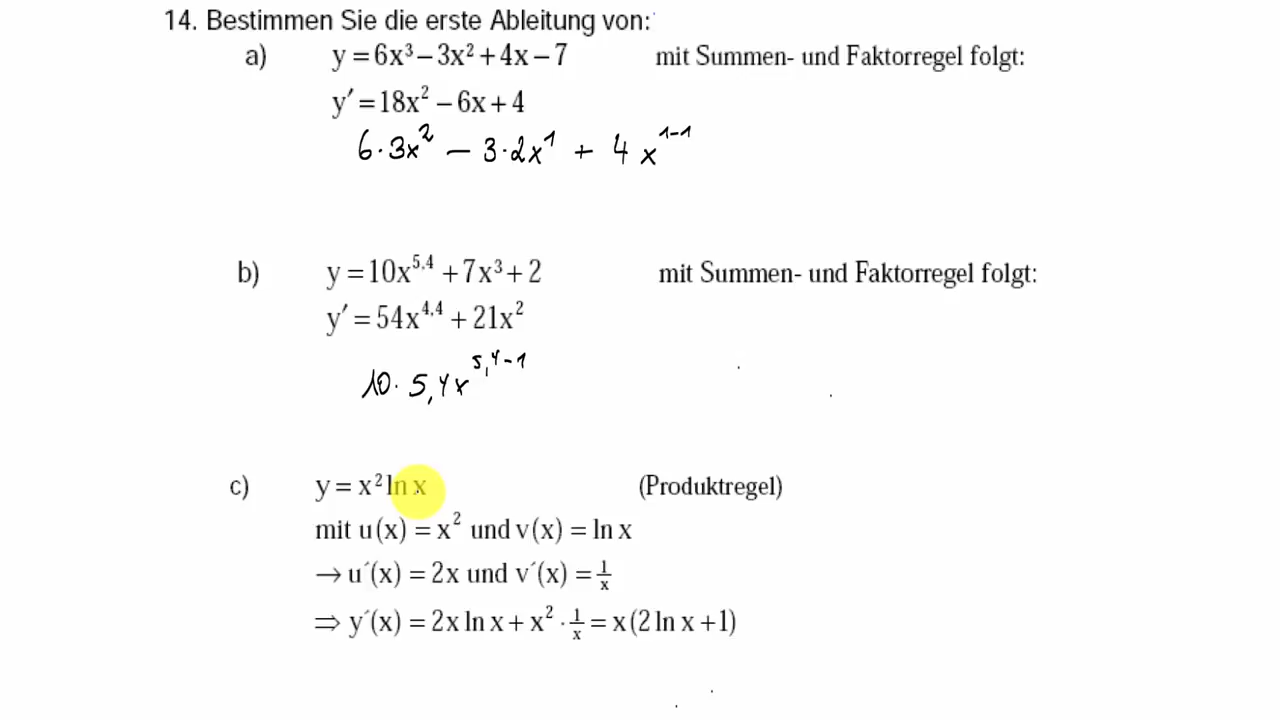 14. Bestimmen Sie die erste Ableitung von:
a) y = 6x³ − 3x² + 4x − 7 mit Summen- und Faktorregel folgt:
y′ = 18x² − 6x + 4
6·3x² − 3·2x¹ + 4x¹⁻¹
b) y = 10x^5,4 + 7x³ + 2 mit Summen- und Faktorregel folgt:
y′ = 54x^4,4 + 21x²
10·5,4x^5,4−1
c) y = x² ln x (Produktregel)
mit u(x) = x² und v(x) = ln x
→ u´(x) = 2x und v´(x) = 1/x
⇒ y´(x) = 2x ln x + x² · 1/x = x(2 ln x + 1)